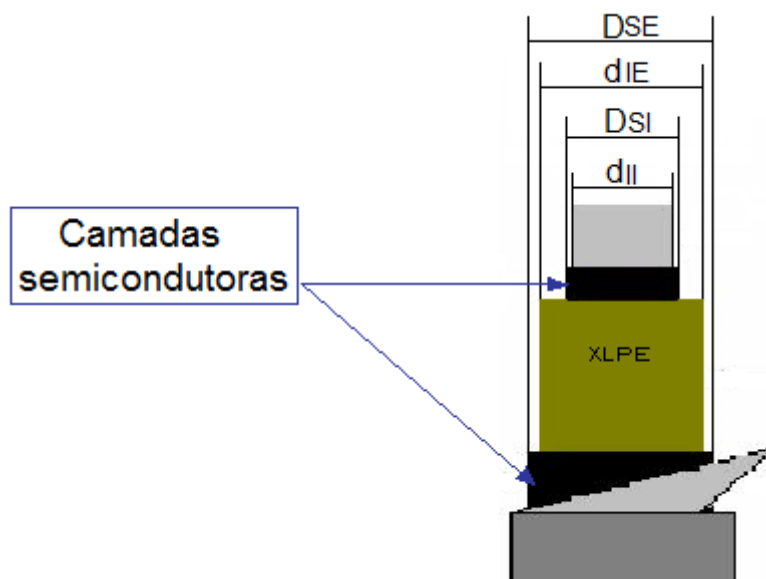 DSE
dIE
DSI
dII
Camadas
semicondutoras
XLPE